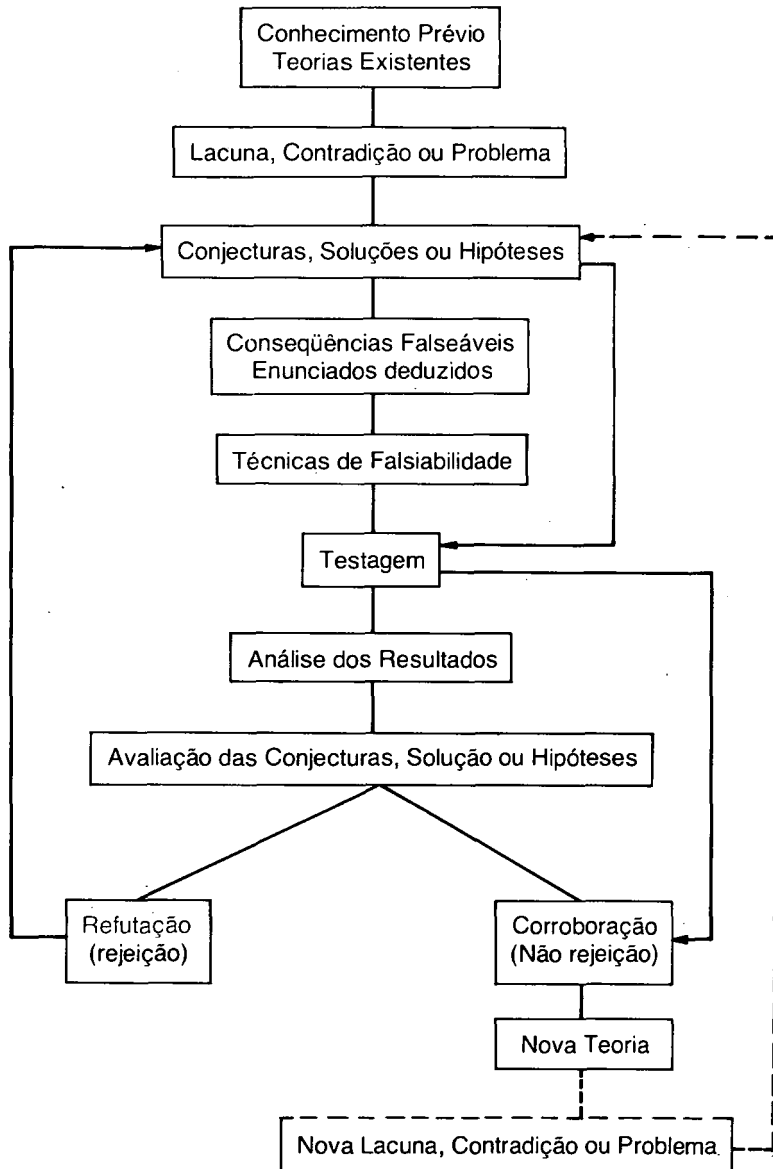 Conhecimento Prévio
Teorias Existentes
Lacuna, Contradição ou Problema
Conjecturas, Soluções ou Hipóteses
Conseqüências Falseáveis
Enunciados deduzidos
Técnicas de Falsiabilidade
Testagem
Análise dos Resultados
Avaliação das Conjecturas, Solução ou Hipóteses
Refutação
(rejeição)
Corroboração
(Não rejeição)
Nova Teoria
Nova Lacuna, Contradição ou Problema